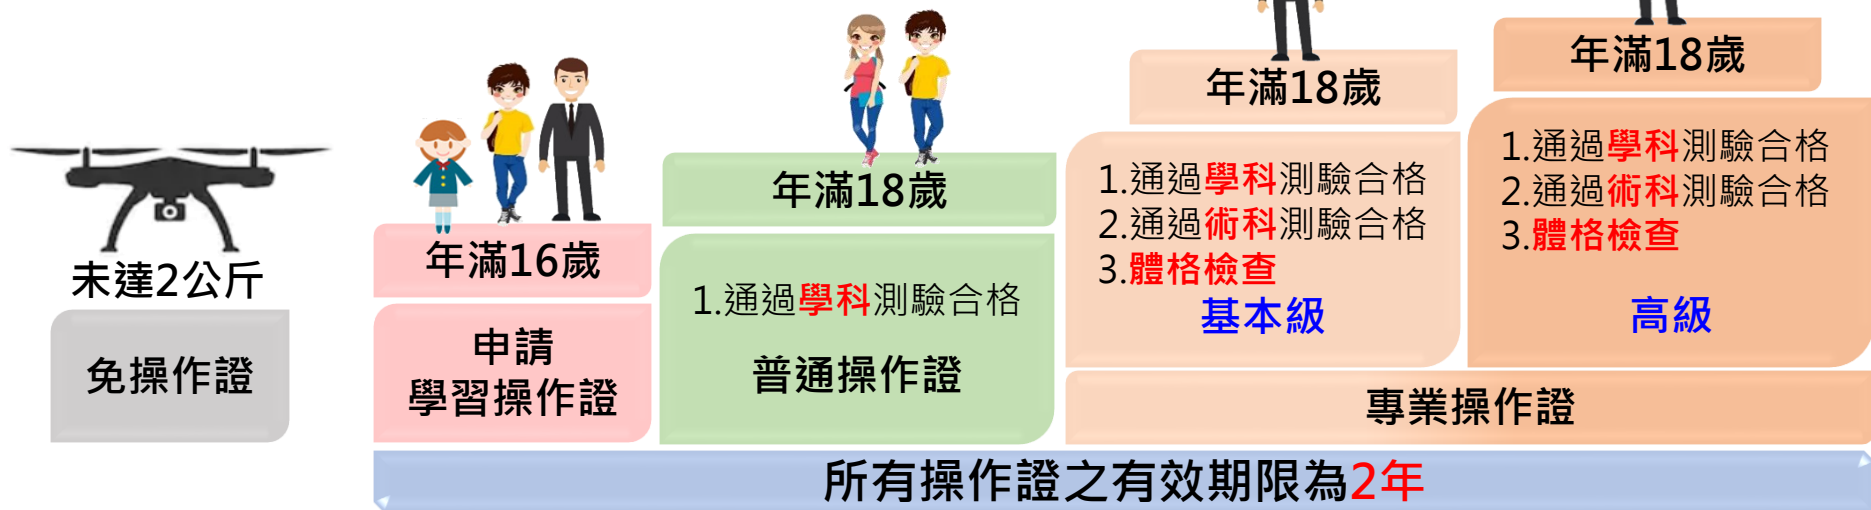 未達2公斤
免操作證
年滿16歲
申請
學習操作證
年滿18歲
1.通過學科測驗合格
普通操作證
年滿18歲
1.通過學科測驗合格
2.通過術科測驗合格
3.體格檢查
基本級
年滿18歲
1.通過學科測驗合格
2.通過術科測驗合格
3.體格檢查
高級
專業操作證
所有操作證之有效期限為2年